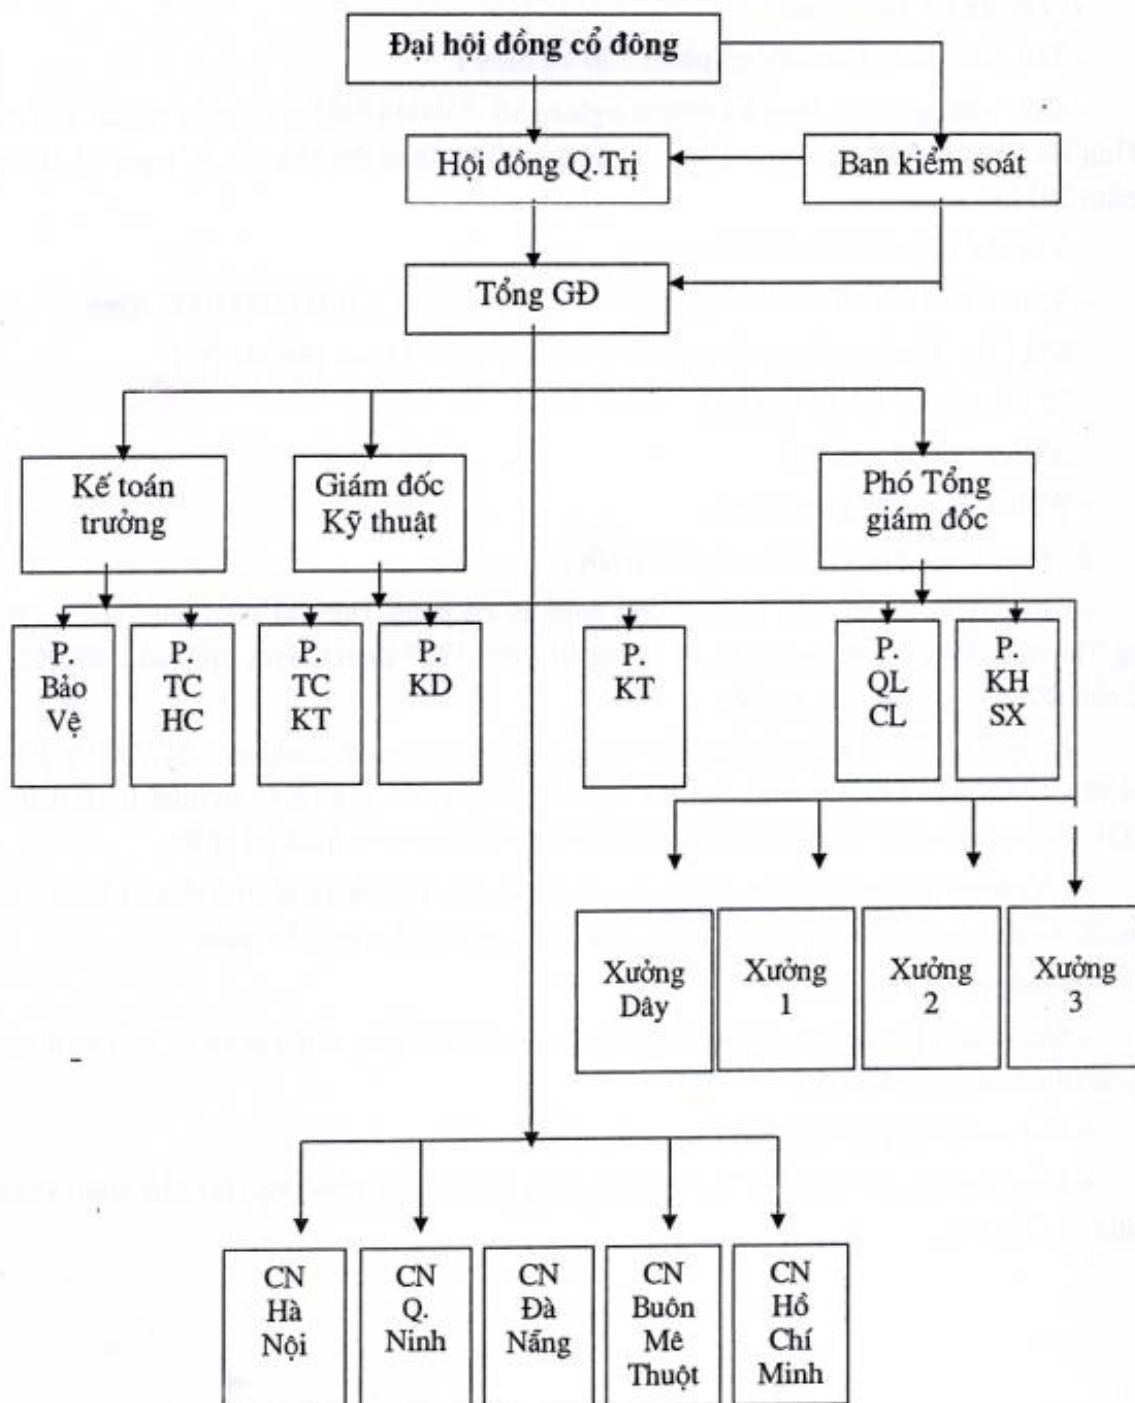 Đại hội đồng cổ đông
Hội đồng Q.Trị
Ban kiểm soát
Tổng GĐ
Kế toán
trưởng
Giám đốc
Kỹ thuật
Phó Tổng
giám đốc
P.
Bảo
Vệ
P.
TC
HC
P.
TC
KT
P.
KD
P.
KT
P.
QL
CL
P.
KH
SX
Xưởng
Dây
Xưởng
1
Xưởng
2
Xưởng
3
CN
Hà
Nội
CN
Q.
Ninh
CN
Đà
Nẵng
CN
Buôn
Mê
Thuột
CN
Hồ
Chí
Minh